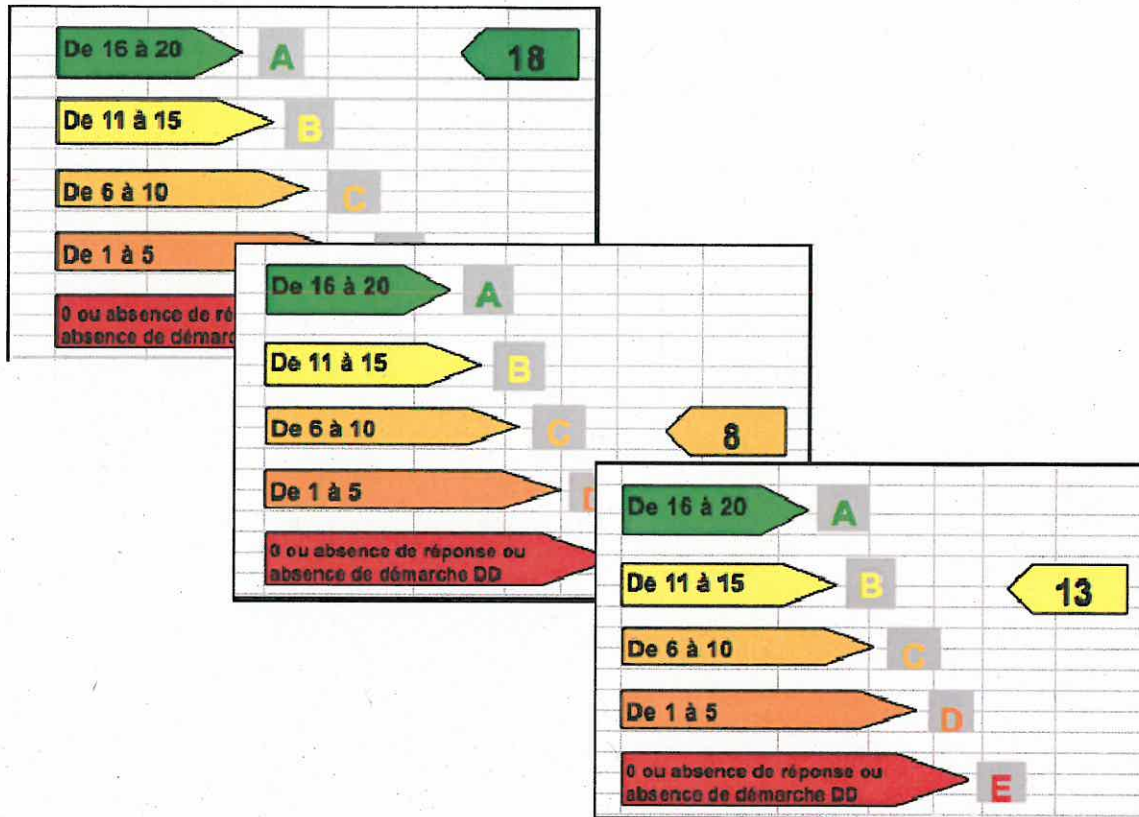 De 16 à 20 A 18
De 11 à 15 B
De 6 à 10 C
De 1 à 5
0 ou absence de
absence de
De 16 à 20 A
De 11 à 15 B
De 6 à 10 C 8
De 1 à 5
0 ou absence de réponse ou
absence de démarche DD
De 16 à 20 A
De 11 à 15 B 13
De 6 à 10 C
De 1 à 5 D
0 ou absence de réponse ou
absence de démarche DD E